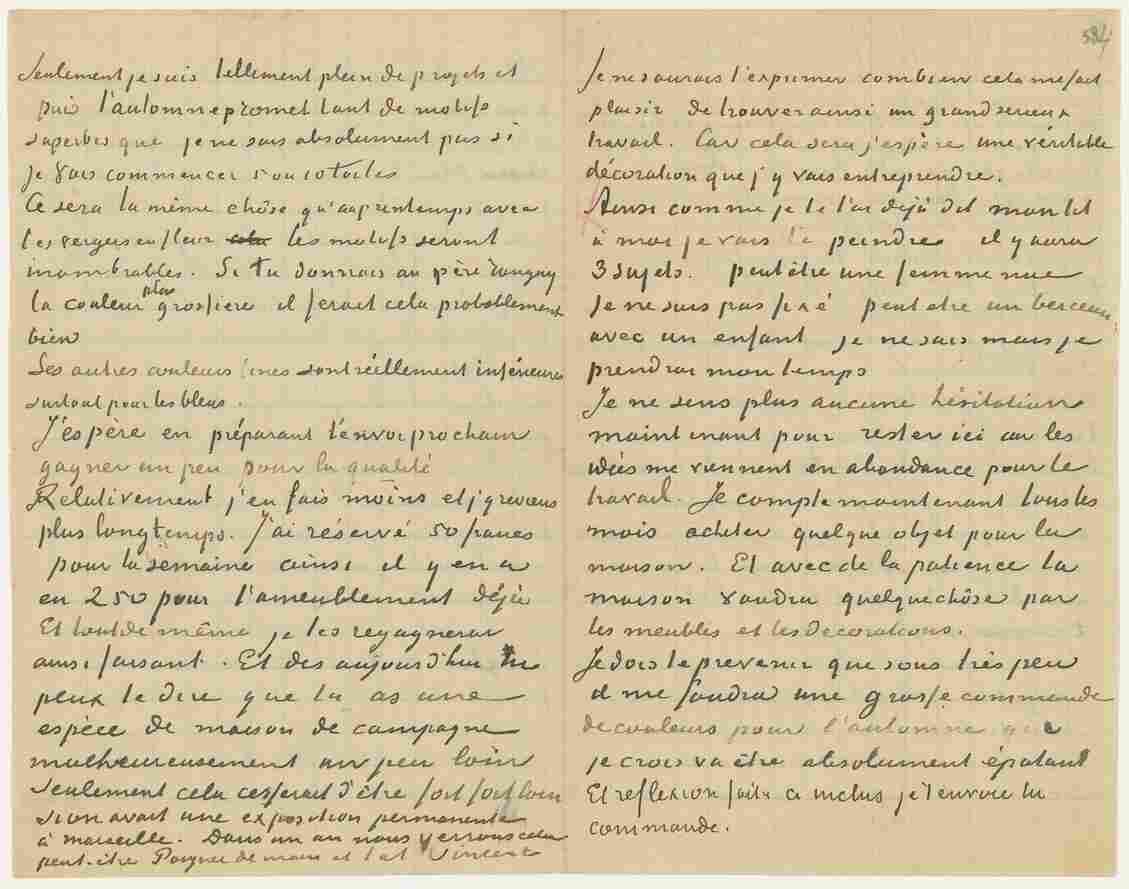 Seulement je suis tellement plein de projets et
puis l'automne promet tant de motifs
superbes que je ne sais absolument pas si
je vais commencer 5 ou 10 toiles
Ce sera la même chôse qu'au printemps avec
les vergers en fleur les motifs seront
inombrables. Si tu donnais au père Tanguy
la couleur plus grossière il ferait cela probablement
bien
Ses autres couleurs fines sont réellement inférieures
surtout pour les bleus.
J'espère en préparant l'envoi prochain
gagner un peu pour la qualité
Relativement j'en fais moins et j'y reviens
plus longtemps. J'ai réservé 50 francs
pour la semaine ainsi il y en a
en 250 pour l'ameublement déjà
Et tout de même je les regagnerai
ainsi faisant. Et des aujourd'hui tu
peux te dire que tu as une
espèce de maison de campagne
malheureusement un peu loin
Seulement cela cesserait d'être fort fort loin
si on avait une exposition permanente
à marseille. Dans un an nous verrons cela
peut-être Poignée de main et t. à t. Vincent
534
Je ne saurais t'exprimer combien cela me fait
plaisir de trouver ainsi un grand serieux
travail. Car cela sera j'espère une véritable
décoration que j'y vais entreprendre.
Ainsi comme je te l'ai déjà dit mon lit
à moi je vais le peindre il y aura
3 sujets. peut être une femme nue
je ne suis pas fixé peut etre un berceau
avec un enfant je ne sais mais je
prendrai mon temps
Je ne sens plus aucune hésitation
maintenant pour rester ici car les
idées me viennent en abondance pour le
travail. Je compte maintenant tous les
mois acheter quelque objet pour la
maison. Et avec de la patience la
maison vaudra quelquechôse par
les meubles et les decorations.
Je dois te prevenir que sous très peu
il me faudra une grosse commande
de couleurs pour l'automne que
je crois va être absolument épatant
Et reflexion faite ci inclus je t'envoie la
commande.